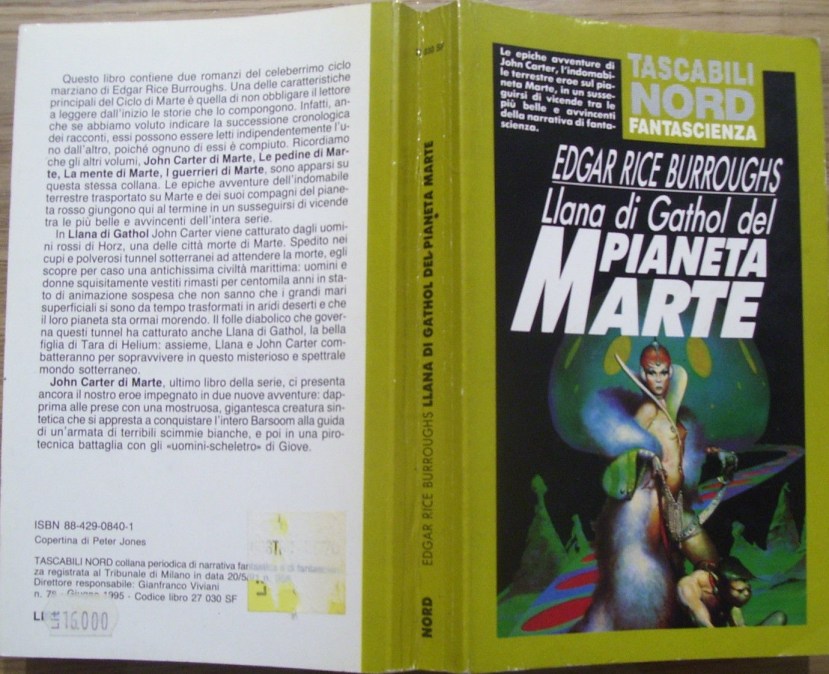 Questo libro contiene due romanzi del celeberrimo ciclo
marziano di Edgar Rice Burroughs. Una delle caratteristiche
principali del Ciclo di Marte è quella di non obbligare il lettore
a leggere dall'inizio le storie che lo compongono. Infatti, an-
che se abbiamo voluto indicare la successione cronologica
dei racconti, essi possono essere letti indipendentemente l'u-
no dall'altro, poiché ognuno di essi è compiuto. Ricordiamo
che gli altri volumi, John Carter di Marte, Le pedine di Mar-
te, La mente di Marte, I guerrieri di Marte, sono apparsi su
questa stessa collana. Le epiche avventure dell'indomabile
terrestre trasportato su Marte e dei suoi compagni del piane-
ta rosso giungono qui al termine in un susseguirsi di vicende
tra le più belle e avvincenti dell'intera serie.
In Llana di Gathol John Carter viene catturato dagli uomi-
ni rossi di Horz, una delle città morte di Marte. Spedito nei
cupi e polverosi tunnel sotterranei ad attendere la morte, egli
scopre per caso una antichissima civiltà marittima: uomini e
donne squisitamente vestiti rimasti per centomila anni in sta-
to di animazione sospesa che non sanno che i grandi mari
superficiali si sono da tempo trasformati in aridi deserti e che
il loro pianeta sta ormai morendo. Il folle diabolico che gover-
na questi tunnel ha catturato anche Llana di Gathol, la bella
figlia di Tara di Helium: assieme, Llana e John Carter com-
batteranno per sopravvivere in questo misterioso e spettrale
mondo sotterraneo.
John Carter di Marte, ultimo libro della serie, ci presenta
ancora il nostro eroe impegnato in due nuove avventure: dap-
prima alle prese con una mostruosa, gigantesca creatura sin-
tetica che si appresta a conquistare l'intero Barsoom alla guida
di un'armata di terribili scimmie bianche, e poi in una piro-
tecnica battaglia con gli «uomini-scheletro» di Giove.
ISBN 88-429-0840-1
Copertina di Peter Jones
TASCABILI NORD collana periodica di narrativa
za registrata al Tribunale di Milano in data
Direttore responsabile: Gianfranco Viviani
n. 1995 - Codice libro 27 030 SF
16.000
030 SF
NORD EDGAR RICE BURROUGHS LLANA DI GATHOL DEL PIANETA MARTE
Le epiche avventure di
John Carter, l'indomabi-
le terrestre eroe sul pia-
neta Marte, in un susse-
guirsi di vicende tra le
più belle e avvincenti
della narrativa di fanta-
scienza.
TASCABILI
NORD
FANTASCIENZA
EDGAR RICE BURROUGHS
Llana di Gathol del
PIANETA
MARTE